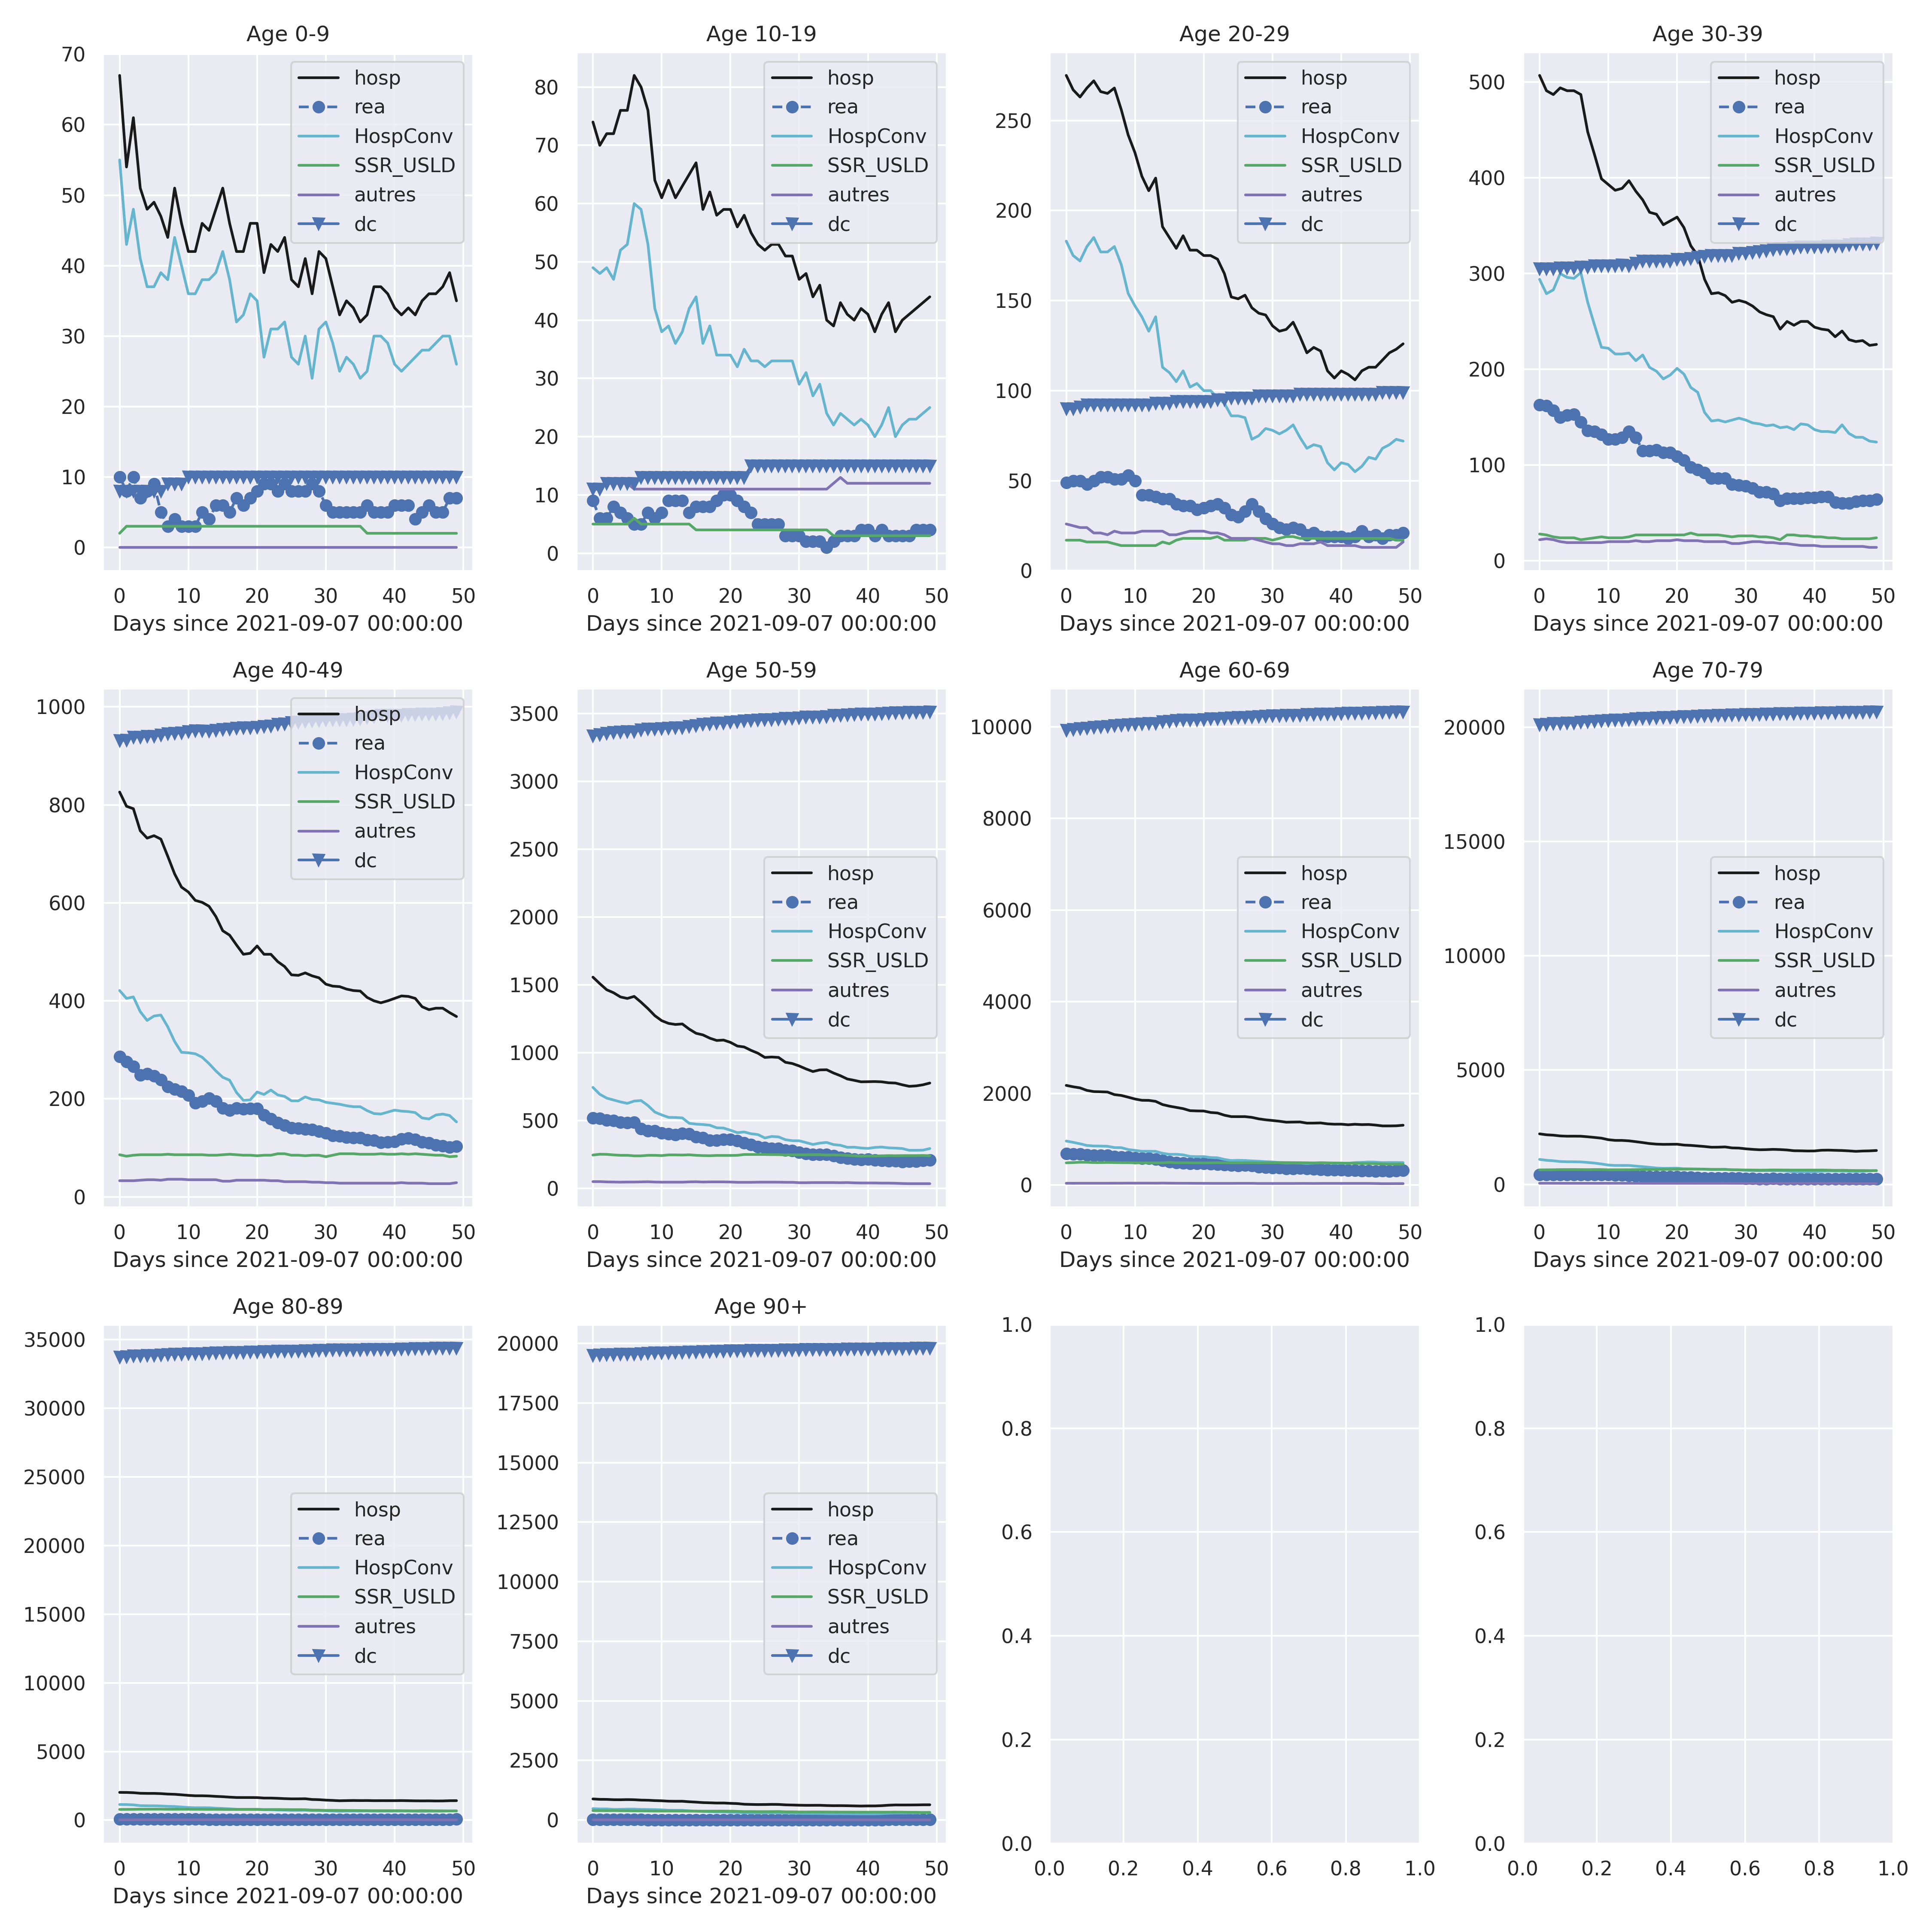 Age 0-9
70
60
50
40
30
20
10
0
hosp
rea
HospConv
SSR_USLD
autres
dc
0 10 20 30 40 50
Days since 2021-09-07 00:00:00
Age 10-19
80
70
60
50
40
30
20
10
0
hosp
rea
HospConv
SSR_USLD
autres
dc
0 10 20 30 40 50
Days since 2021-09-07 00:00:00
Age 20-29
250
200
150
100
50
0
hosp
rea
HospConv
SSR_USLD
autres
dc
0 10 20 30 40 50
Days since 2021-09-07 00:00:00
Age 30-39
500
400
300
200
100
0
hosp
rea
HospConv
SSR_USLD
autres
dc
0 10 20 30 40 50
Days since 2021-09-07 00:00:00
Age 40-49
1000
800
600
400
200
0
hosp
rea
HospConv
SSR_USLD
autres
dc
0 10 20 30 40 50
Days since 2021-09-07 00:00:00
Age 50-59
3500
3000
2500
2000
1500
1000
500
0
hosp
rea
HospConv
SSR_USLD
autres
dc
0 10 20 30 40 50
Days since 2021-09-07 00:00:00
Age 60-69
10000
8000
6000
4000
2000
0
hosp
rea
HospConv
SSR_USLD
autres
dc
0 10 20 30 40 50
Days since 2021-09-07 00:00:00
Age 70-79
20000
15000
10000
5000
0
hosp
rea
HospConv
SSR_USLD
autres
dc
0 10 20 30 40 50
Days since 2021-09-07 00:00:00
Age 80-89
35000
30000
25000
20000
15000
10000
5000
0
hosp
rea
HospConv
SSR_USLD
autres
dc
0 10 20 30 40 50
Days since 2021-09-07 00:00:00
Age 90+
20000
17500
15000
12500
10000
7500
5000
2500
0
hosp
rea
HospConv
SSR_USLD
autres
dc
0 10 20 30 40 50
Days since 2021-09-07 00:00:00
1.0
0.8
0.6
0.4
0.2
0.0
0.0 0.2 0.4 0.6 0.8 1.0
1.0
0.8
0.6
0.4
0.2
0.0
0.0 0.2 0.4 0.6 0.8 1.0